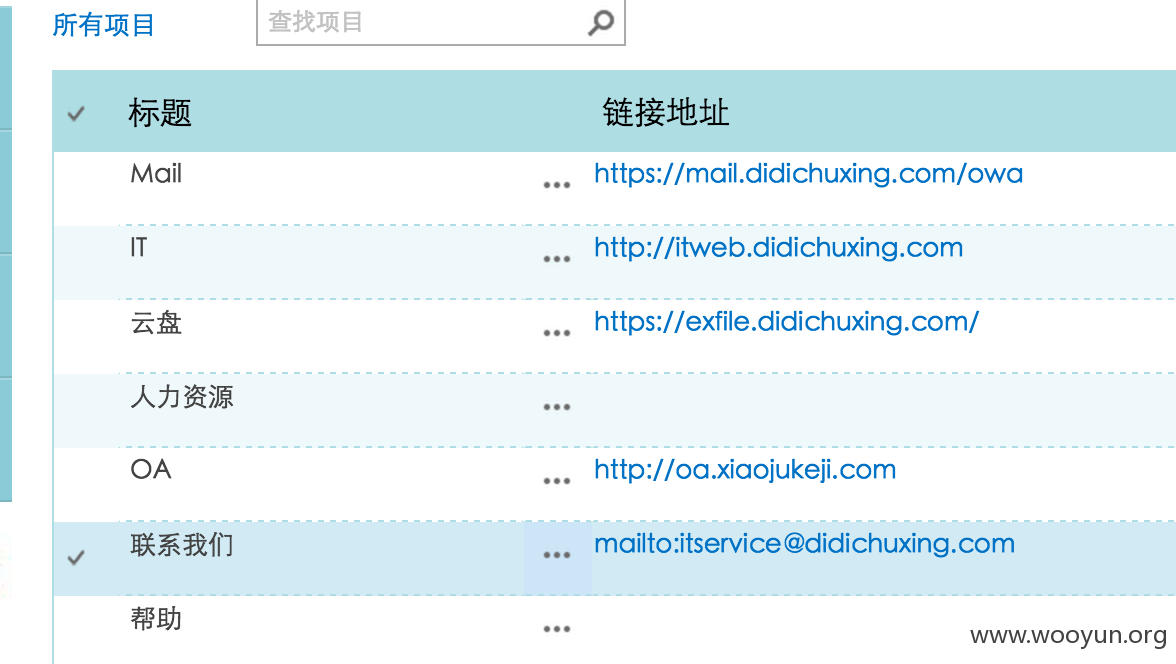 所有项目 查找项目
标题 链接地址
Mail ... https://mail.didichuxing.com/owa
IT ... http://itweb.didichuxing.com
云盘 ... https://exfile.didichuxing.com/
人力资源 ...
OA ... http://oa.xiaojukeji.com
联系我们 ... mailto:itservice@didichuxing.com
帮助 ...
www.wooyun.org